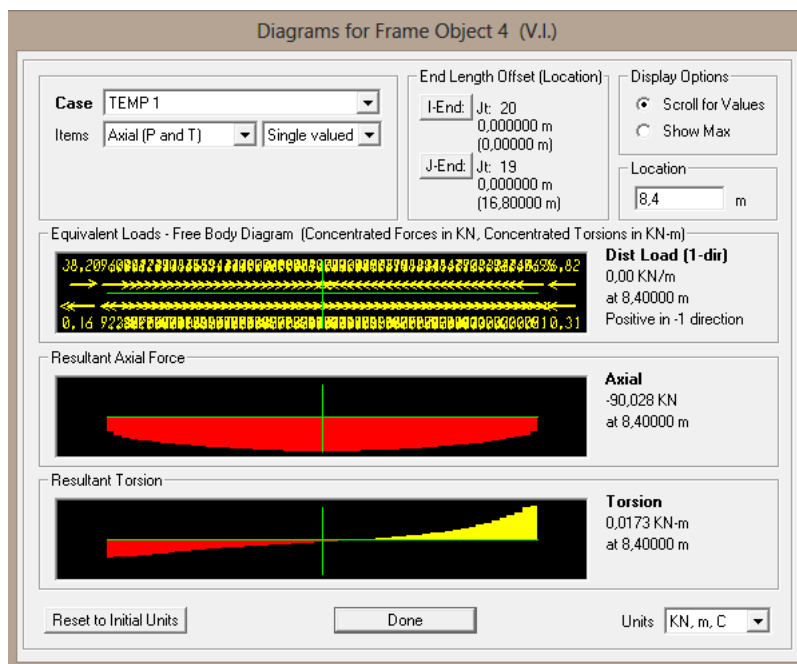 Diagrams for Frame Object 4 (V.I.)
Case TEMP 1
Items Axial (P and T) Single valued
End Length Offset (Location)
I-End: Jt: 20
0,000000 m
(0,00000 m)
J-End: Jt: 19
0,000000 m
(16,80000 m)
Display Options
Scroll for Values
Show Max
Location
8,4 m
Equivalent Loads - Free Body Diagram (Concentrated Forces in KN, Concentrated Torsions in KN-m)
Dist Load (1-dir)
0,00 KN/m
at 8,40000 m
Positive in -1 direction
Resultant Axial Force
Axial
-90,028 KN
at 8,40000 m
Resultant Torsion
Torsion
0,0173 KN-m
at 8,40000 m
Reset to Initial Units
Done
Units KN, m, C